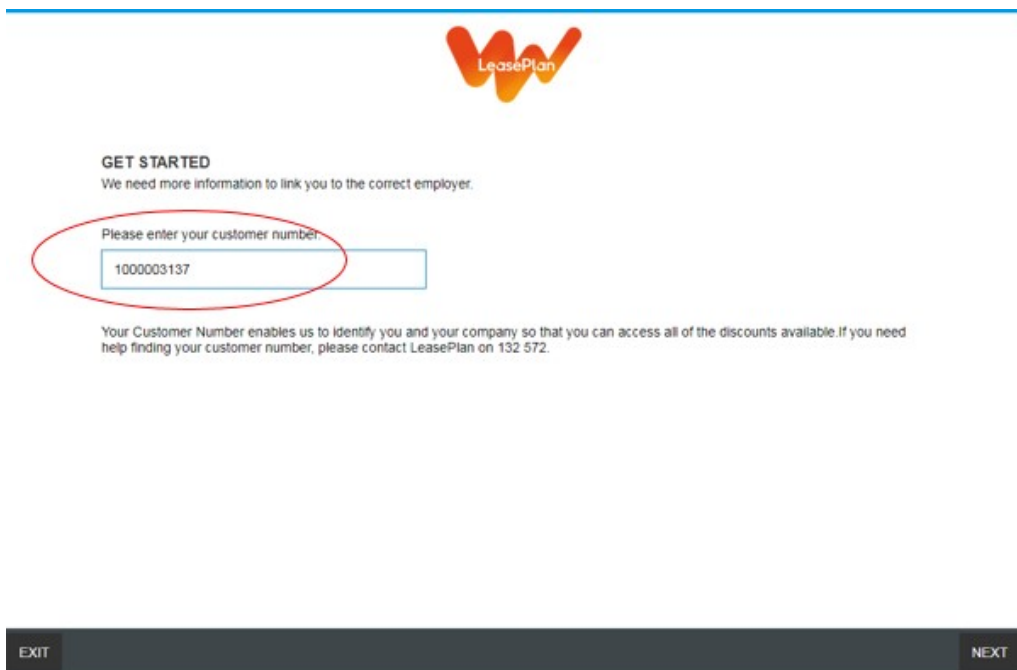 LeasePlan
GET STARTED
We need more information to link you to the correct employer.
Please enter your customer number.
1000003137
Your Customer Number enables us to identify you and your company so that you can access all of the discounts available.If you need
help finding your customer number, please contact LeasePlan on 132 572.
EXIT
NEXT